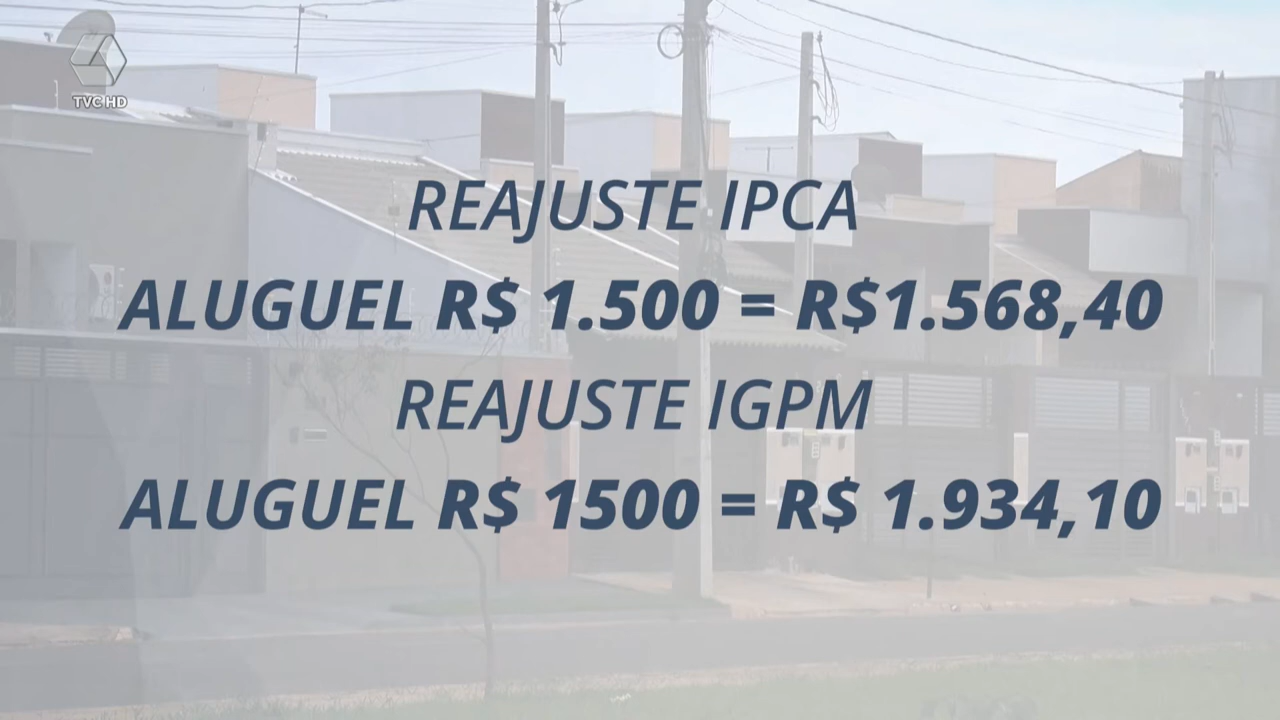 TVC HD
REAJUSTE IPCA
ALUGUEL R$ 1.500 = R$1.568,40
REAJUSTE IGPM
ALUGUEL R$ 1500 = R$ 1.934,10